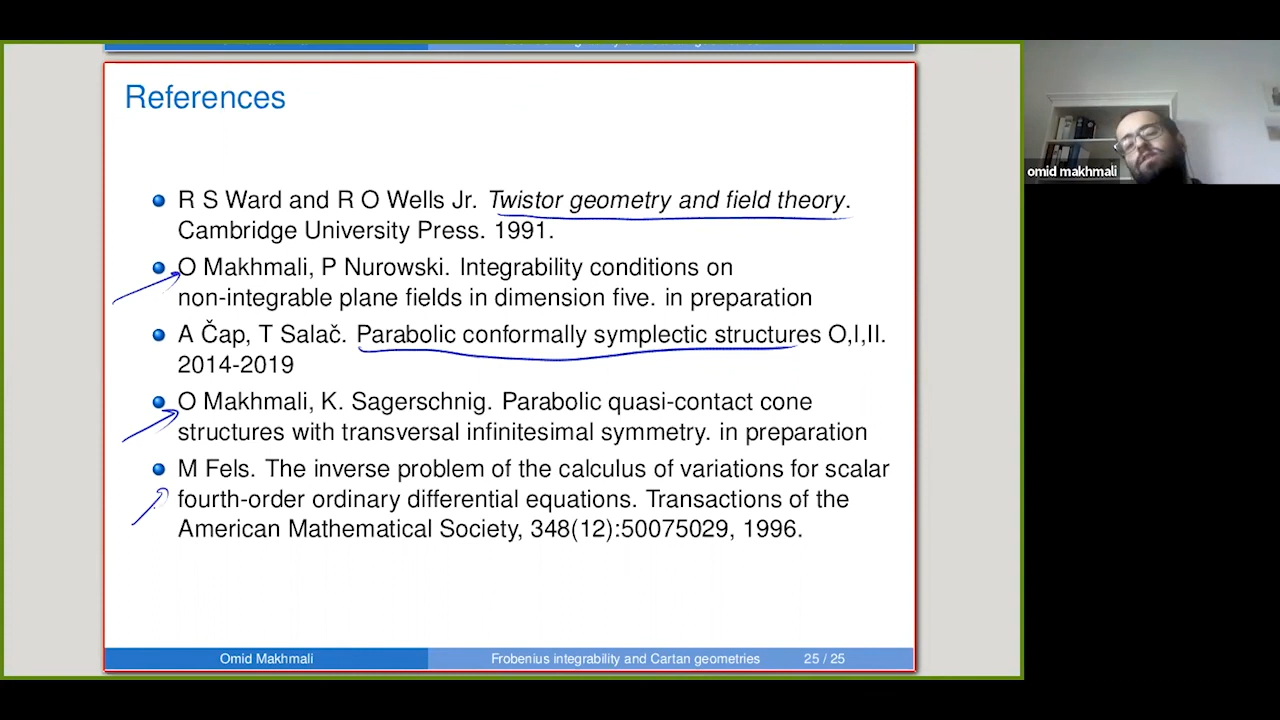 References
R S Ward and R O Wells Jr. Twistor geometry and field theory.
Cambridge University Press. 1991.
O Makhmali, P Nurowski. Integrability conditions on
non-integrable plane fields in dimension five. in preparation
A Čap, T Salač. Parabolic conformally symplectic structures O,I,II.
2014-2019
O Makhmali, K. Sagerschnig. Parabolic quasi-contact cone
structures with transversal infinitesimal symmetry. in preparation
M Fels. The inverse problem of the calculus of variations for scalar
fourth-order ordinary differential equations. Transactions of the
American Mathematical Society, 348(12):50075029, 1996.
Omid Makhmali Frobenius integrability and Cartan geometries 25 / 25
omid makhmali